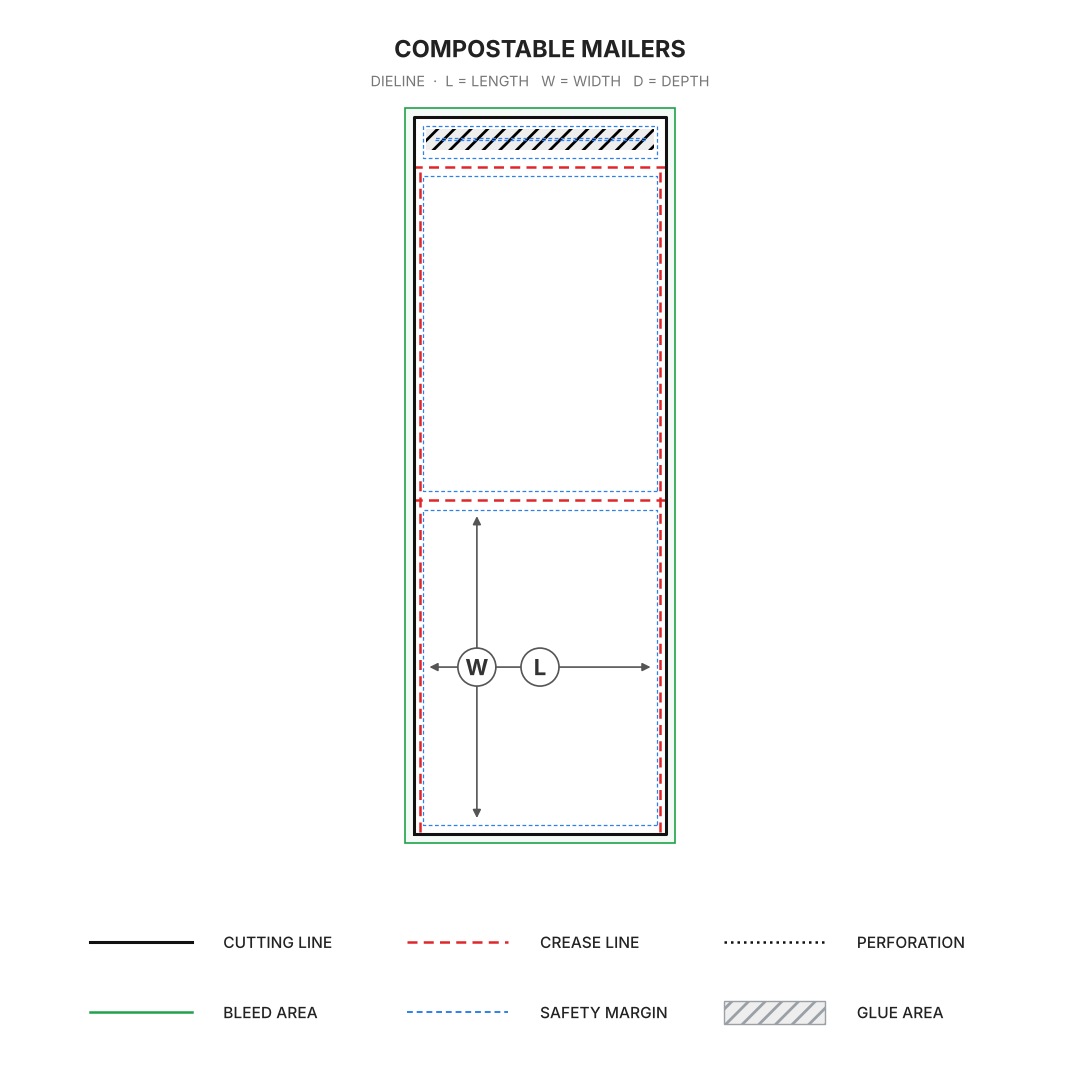 COMPOSTABLE MAILERS
DIELINE · L = LENGTH W = WIDTH D = DEPTH
W L
CUTTING LINE CREASE LINE PERFORATION
BLEED AREA SAFETY MARGIN GLUE AREA